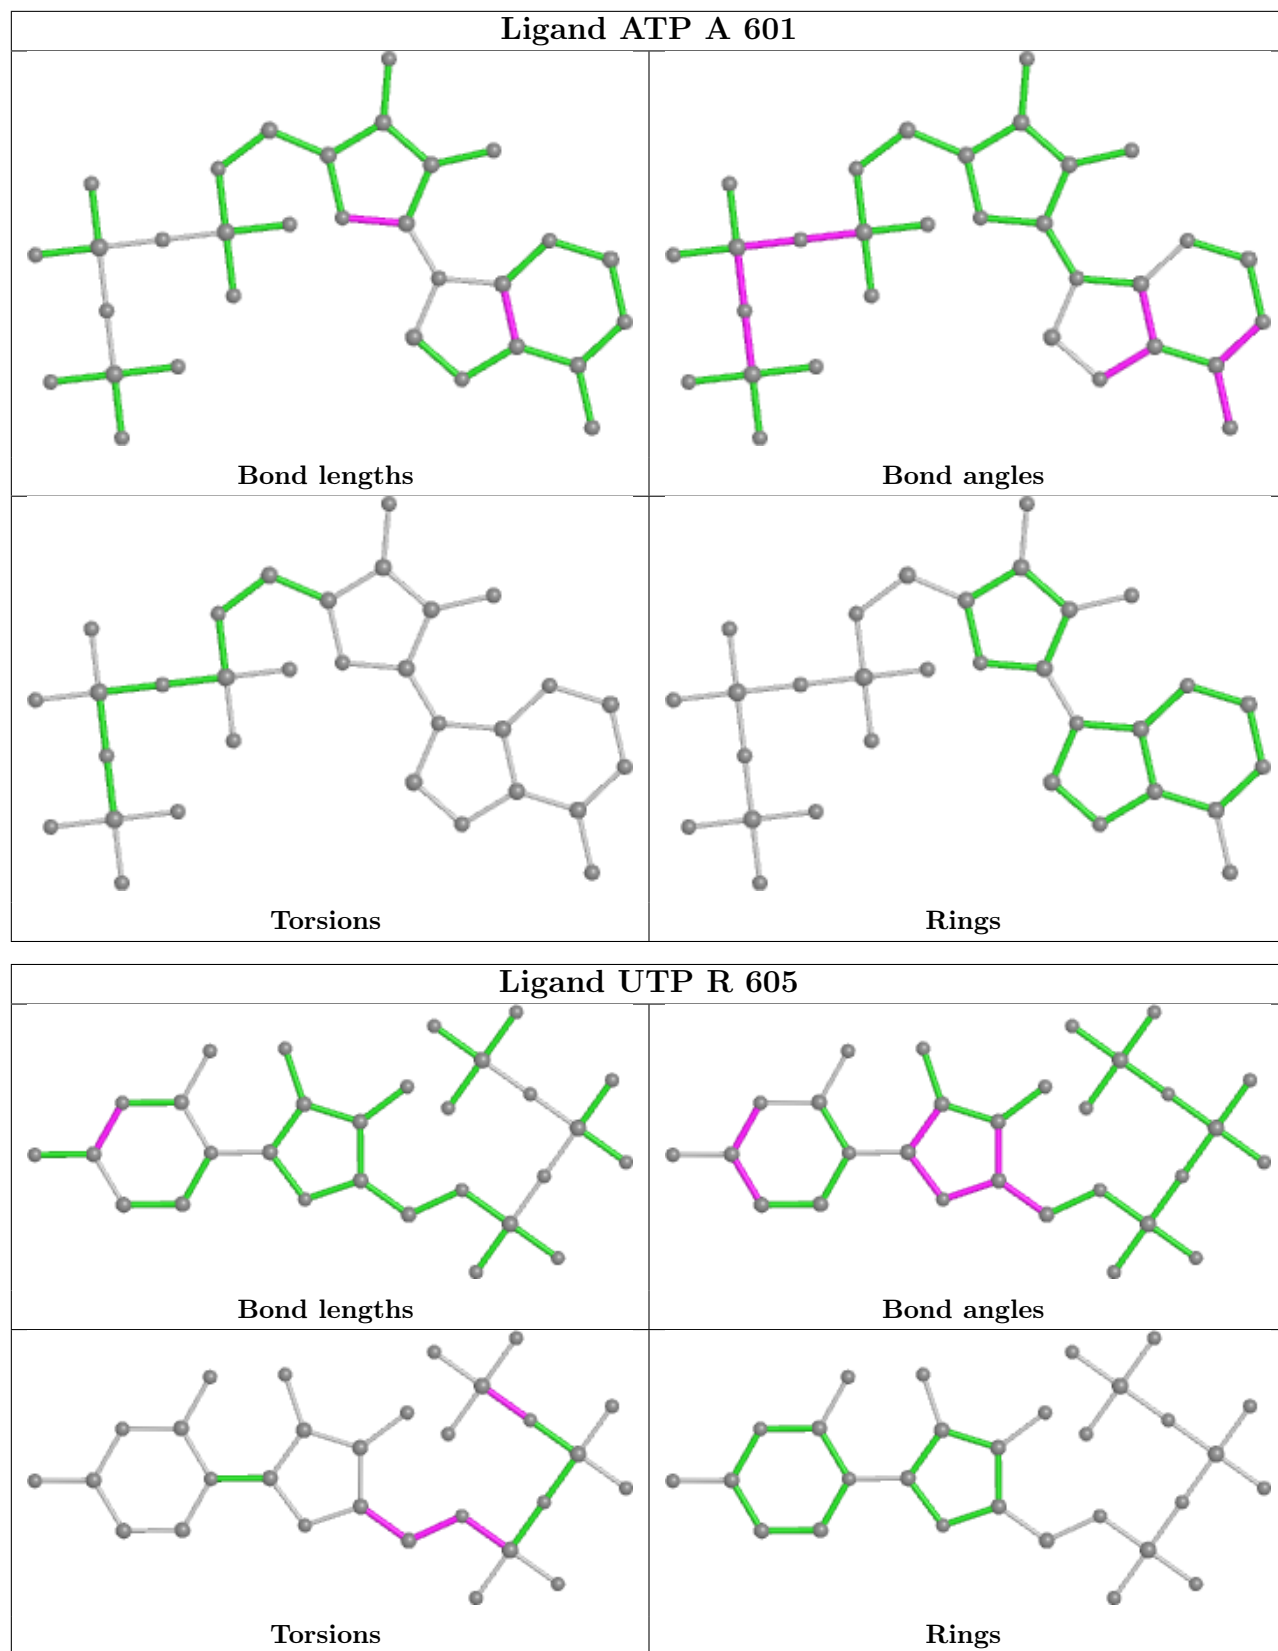 Ligand ATP A 601
Bond lengths
Bond angles
Torsions
Rings
Ligand UTP R 605
Bond lengths
Bond angles
Torsions
Rings